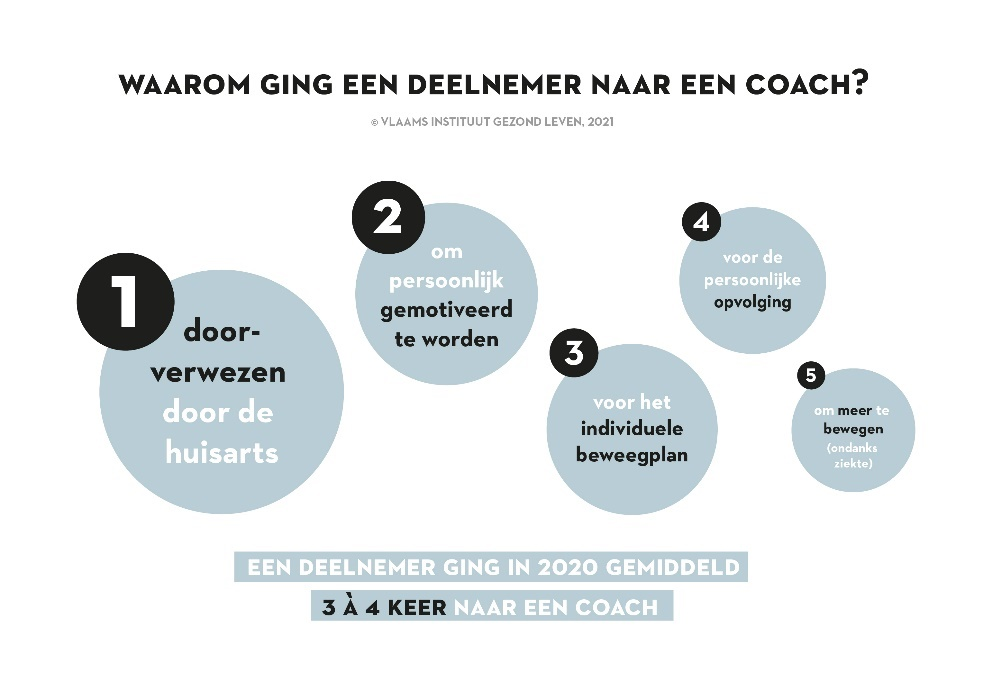 WAAROM GING EEN DEELNEMER NAAR EEN COACH?
© VLAAMS INSTITUUT GEZOND LEVEN, 2021
1
door-
verwezen
door de
huisarts
2
om
persoonlijk
gemotiveerd
te worden
3
voor het
individuele
beweegplan
4
voor de
persoonlijke
opvolging
5
om meer te
bewegen
(ondanks
ziekte)
EEN DEELNEMER GING IN 2020 GEMIDDELD
3 À 4 KEER NAAR EEN COACH